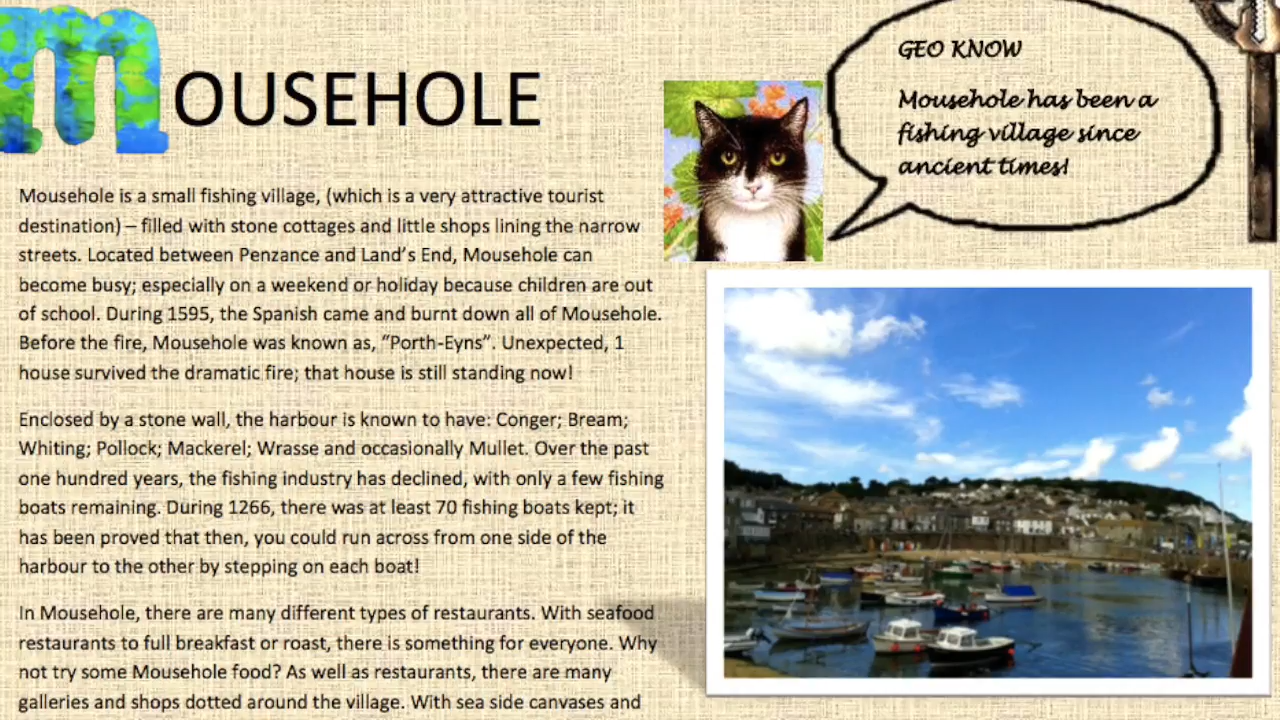 MOUSEHOLE
GEO KNOW
Mousehole has been a
fishing village since
ancient times!
Mousehole is a small fishing village, (which is a very attractive tourist
destination) – filled with stone cottages and little shops lining the narrow
streets. Located between Penzance and Land’s End, Mousehole can
become busy; especially on a weekend or holiday because children are out
of school. During 1595, the Spanish came and burnt down all of Mousehole.
Before the fire, Mousehole was known as, “Porth-Eyns”. Unexpected, 1
house survived the dramatic fire; that house is still standing now!
Enclosed by a stone wall, the harbour is known to have: Conger; Bream;
Whiting; Pollock; Mackerel; Wrasse and occasionally Mullet. Over the past
one hundred years, the fishing industry has declined, with only a few fishing
boats remaining. During 1266, there was at least 70 fishing boats kept; it
has been proved that then, you could run across from one side of the
harbour to the other by stepping on each boat!
In Mousehole, there are many different types of restaurants. With seafood
restaurants to full breakfast or roast, there is something for everyone. Why
not try some Mousehole food? As well as restaurants, there are many
galleries and shops dotted around the village. With sea side canvases and